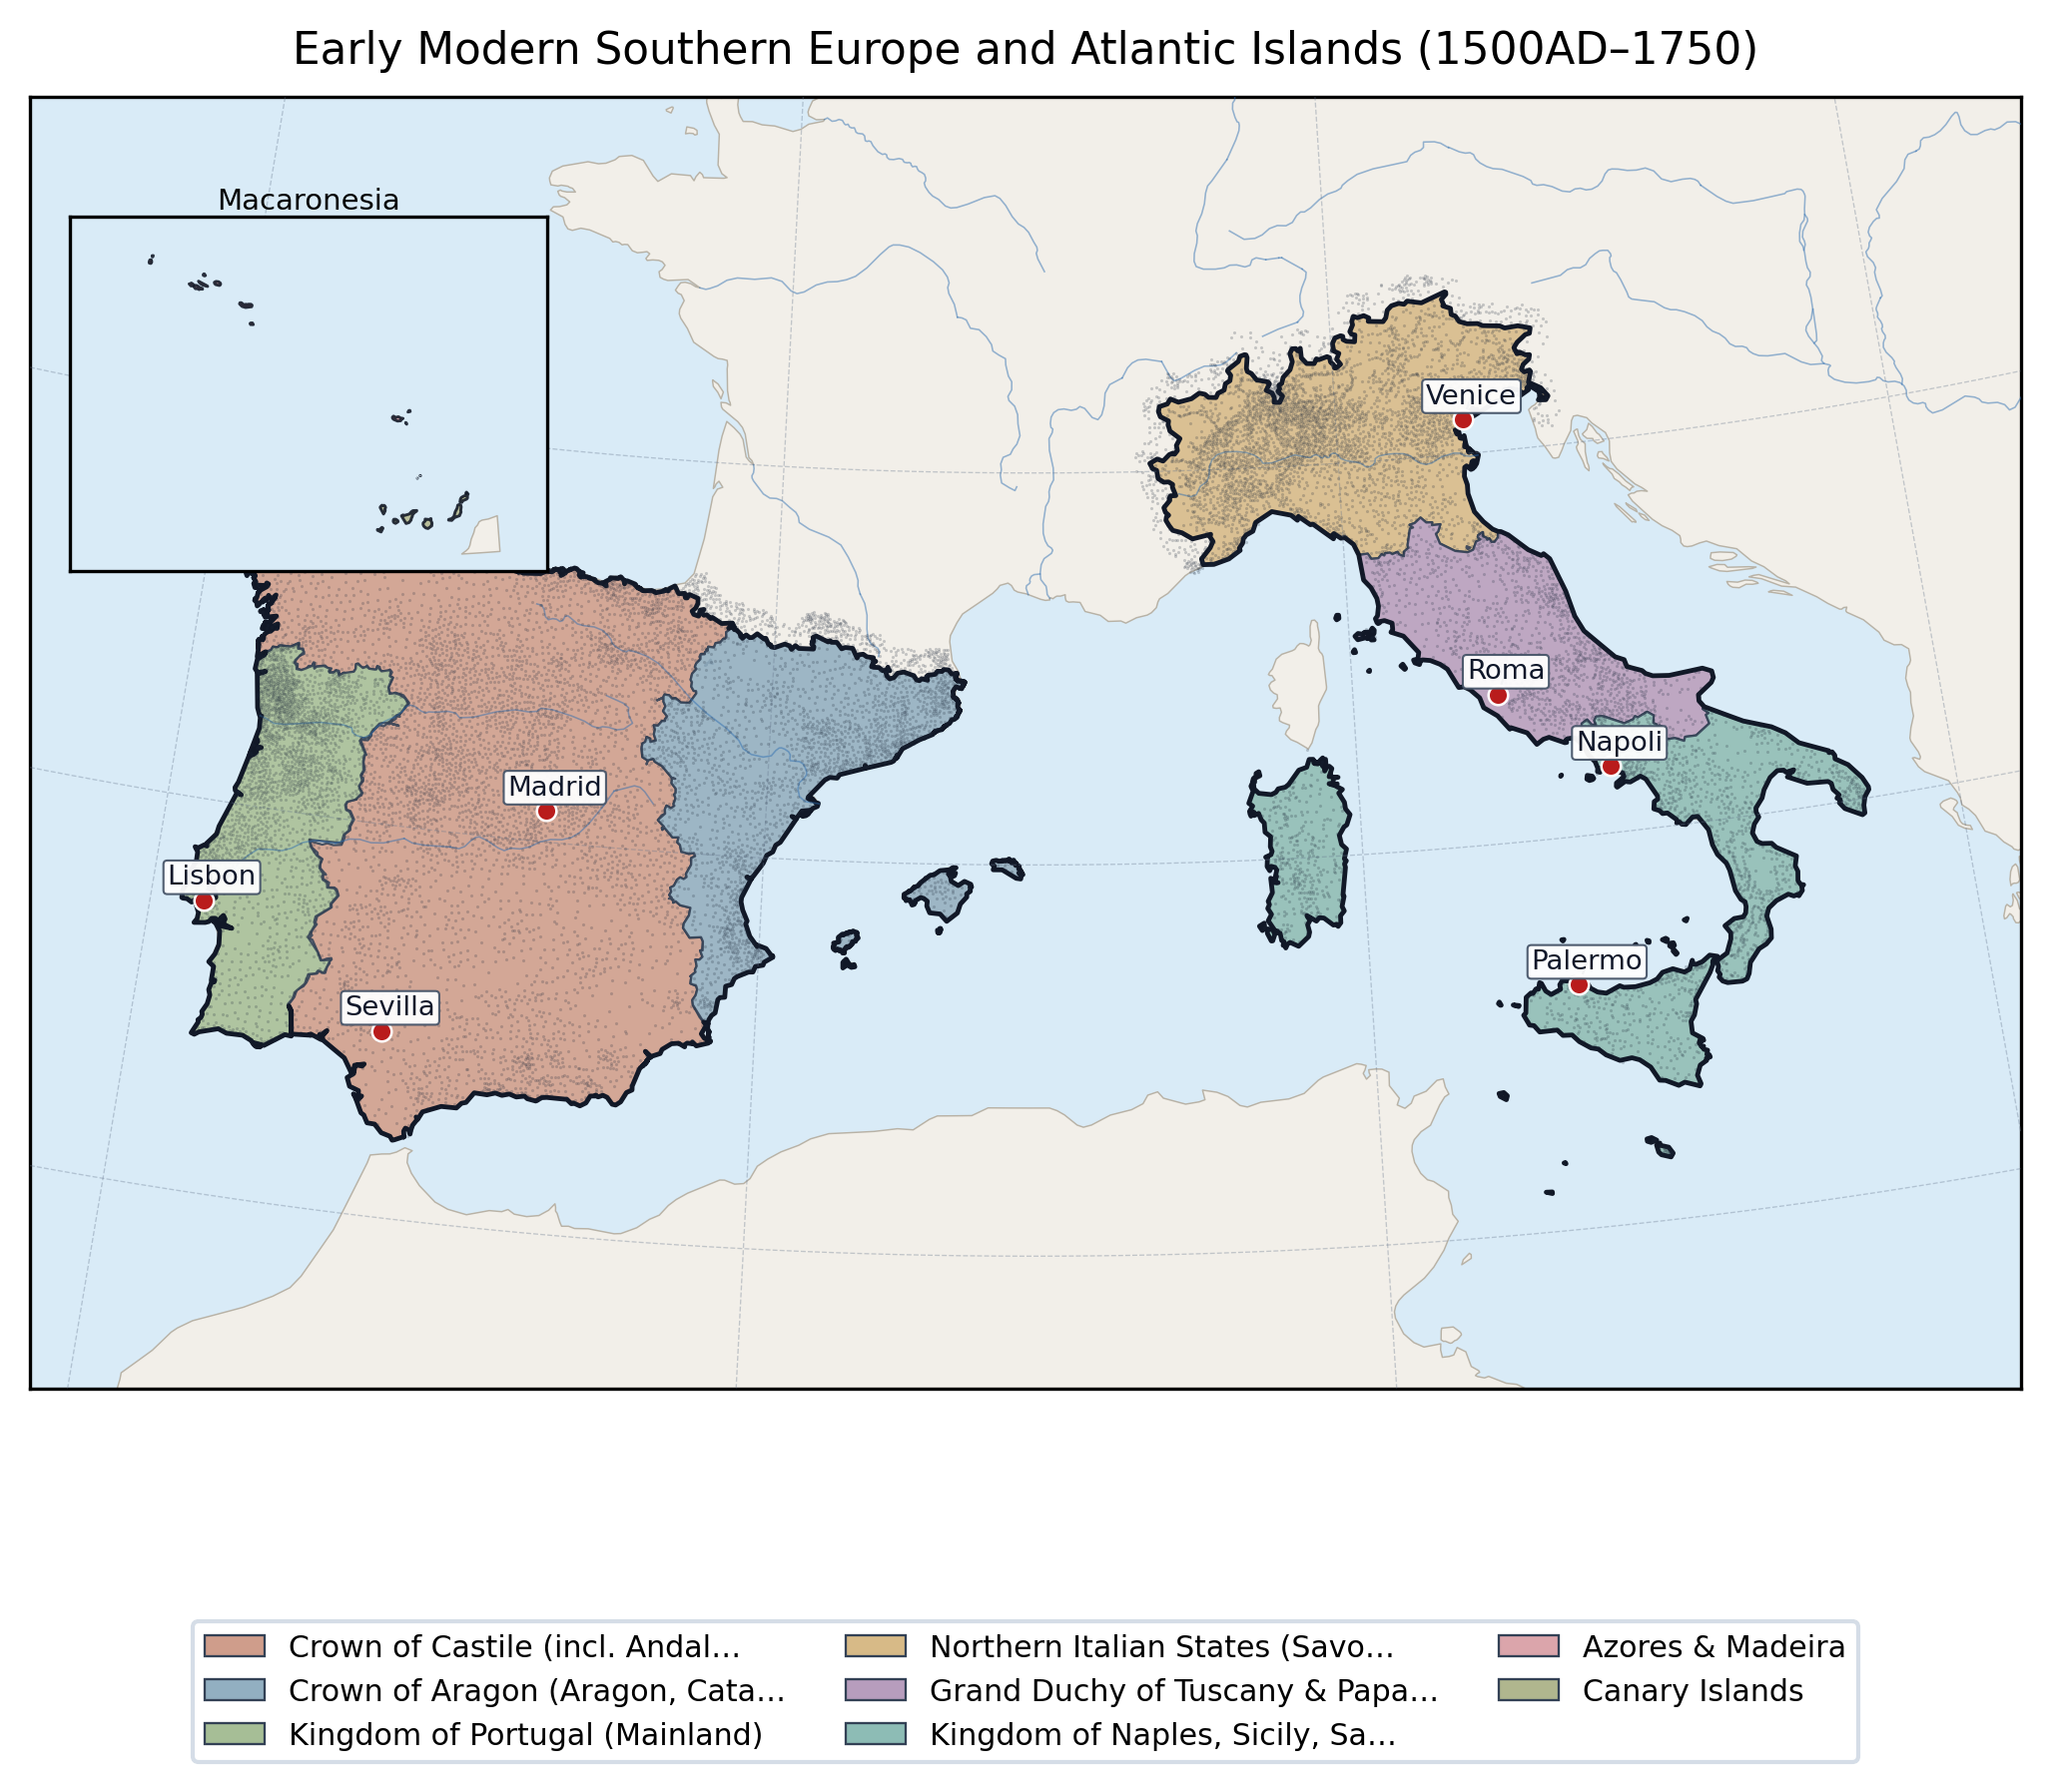 Early Modern Southern Europe and Atlantic Islands (1500AD–1750)
Macaronesia
Venice
Roma
Napoli
Madrid
Lisbon
Palermo
Sevilla
Crown of Castile (incl. Andal...
Crown of Aragon (Aragon, Cata...
Kingdom of Portugal (Mainland)
Northern Italian States (Savo...
Grand Duchy of Tuscany & Papa...
Kingdom of Naples, Sicily, Sa...
Azores & Madeira
Canary Islands